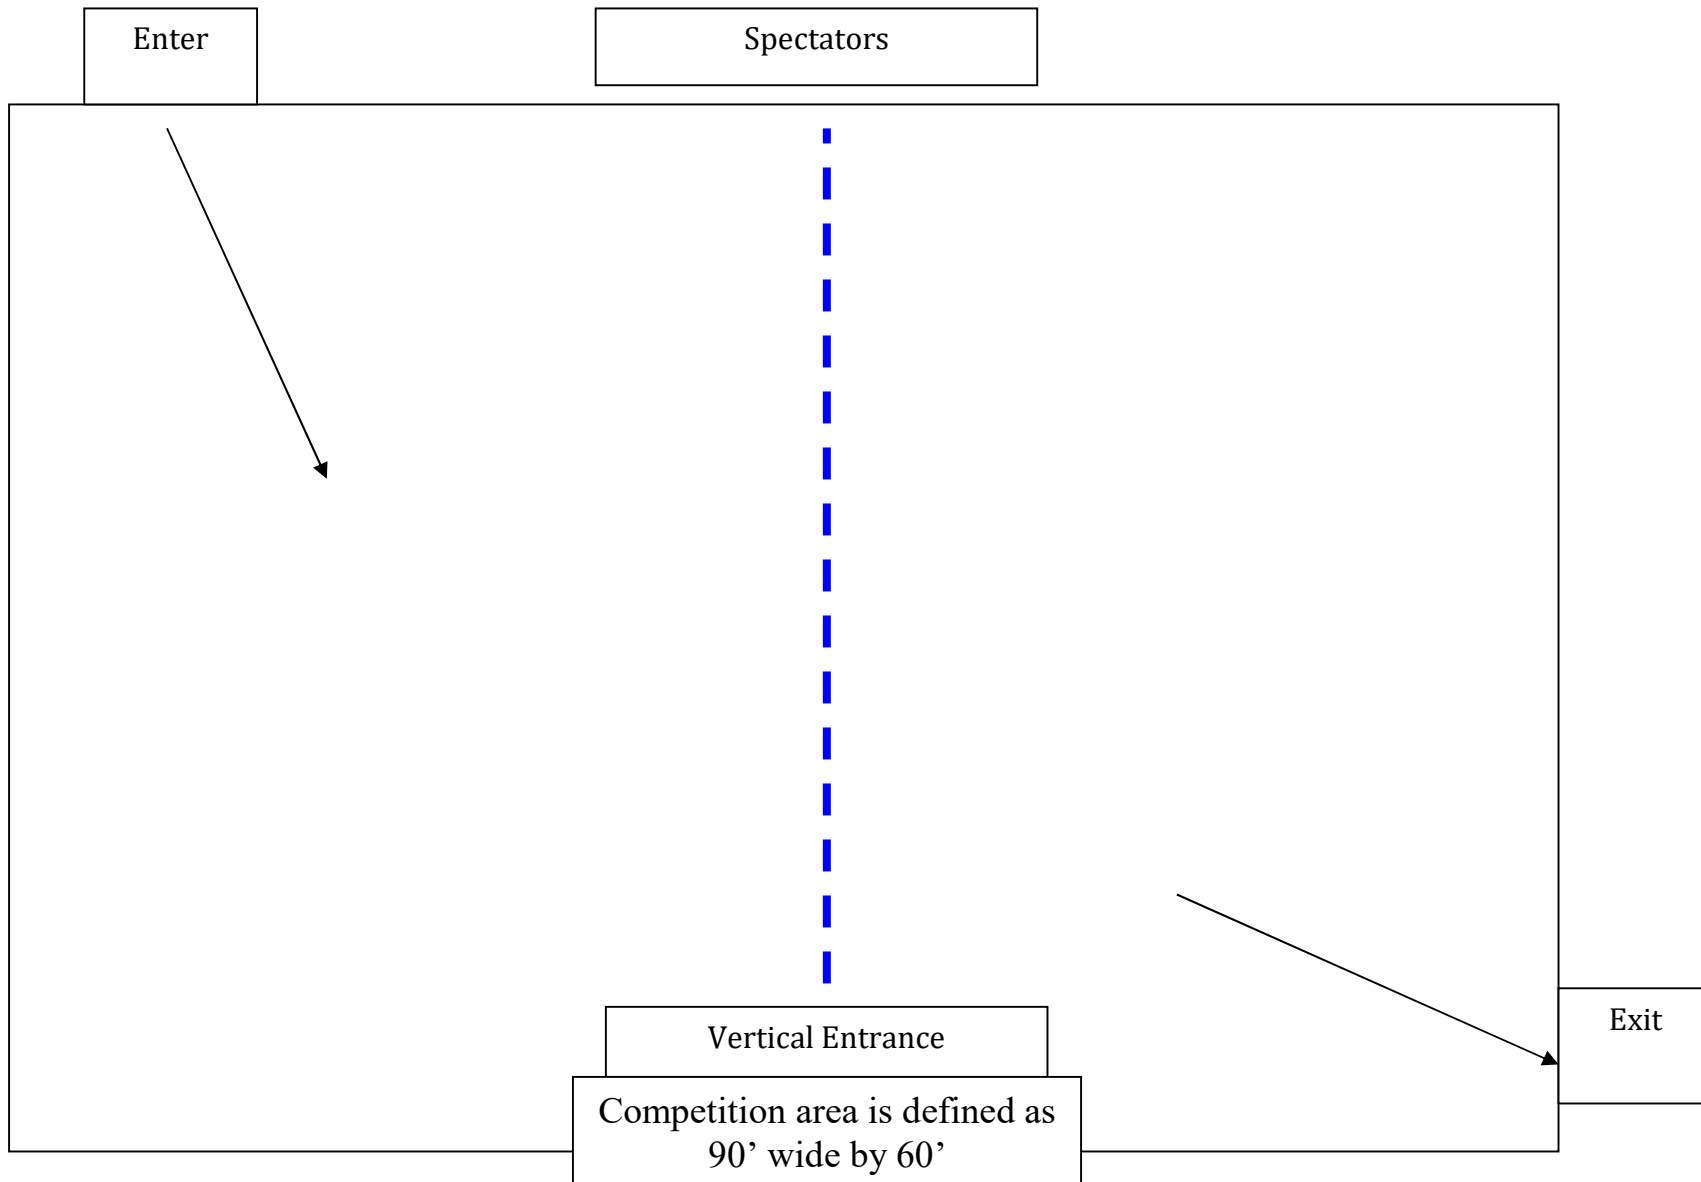 Enter
Spectators
Vertical Entrance
Exit
Competition area is defined as
90’ wide by 60’